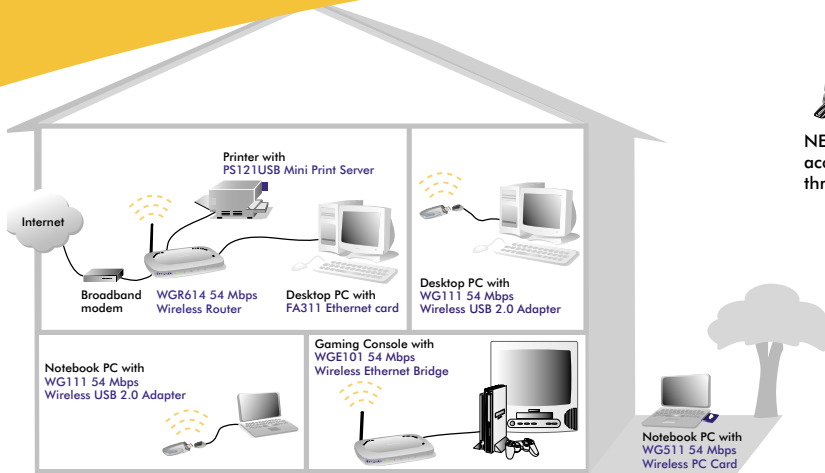 Printer with
PS121USB Mini Print Server
Internet
Broadband
modem
WGR614 54 Mbps
Wireless Router
Desktop PC with
FA311 Ethernet card
Desktop PC with
WG111 54 Mbps
Wireless USB 2.0 Adapter
Notebook PC with
WG111 54 Mbps
Wireless USB 2.0 Adapter
Gaming Console with
WGE101 54 Mbps
Wireless Ethernet Bridge
Notebook PC with
WG511 54 Mbps
Wireless PC Card